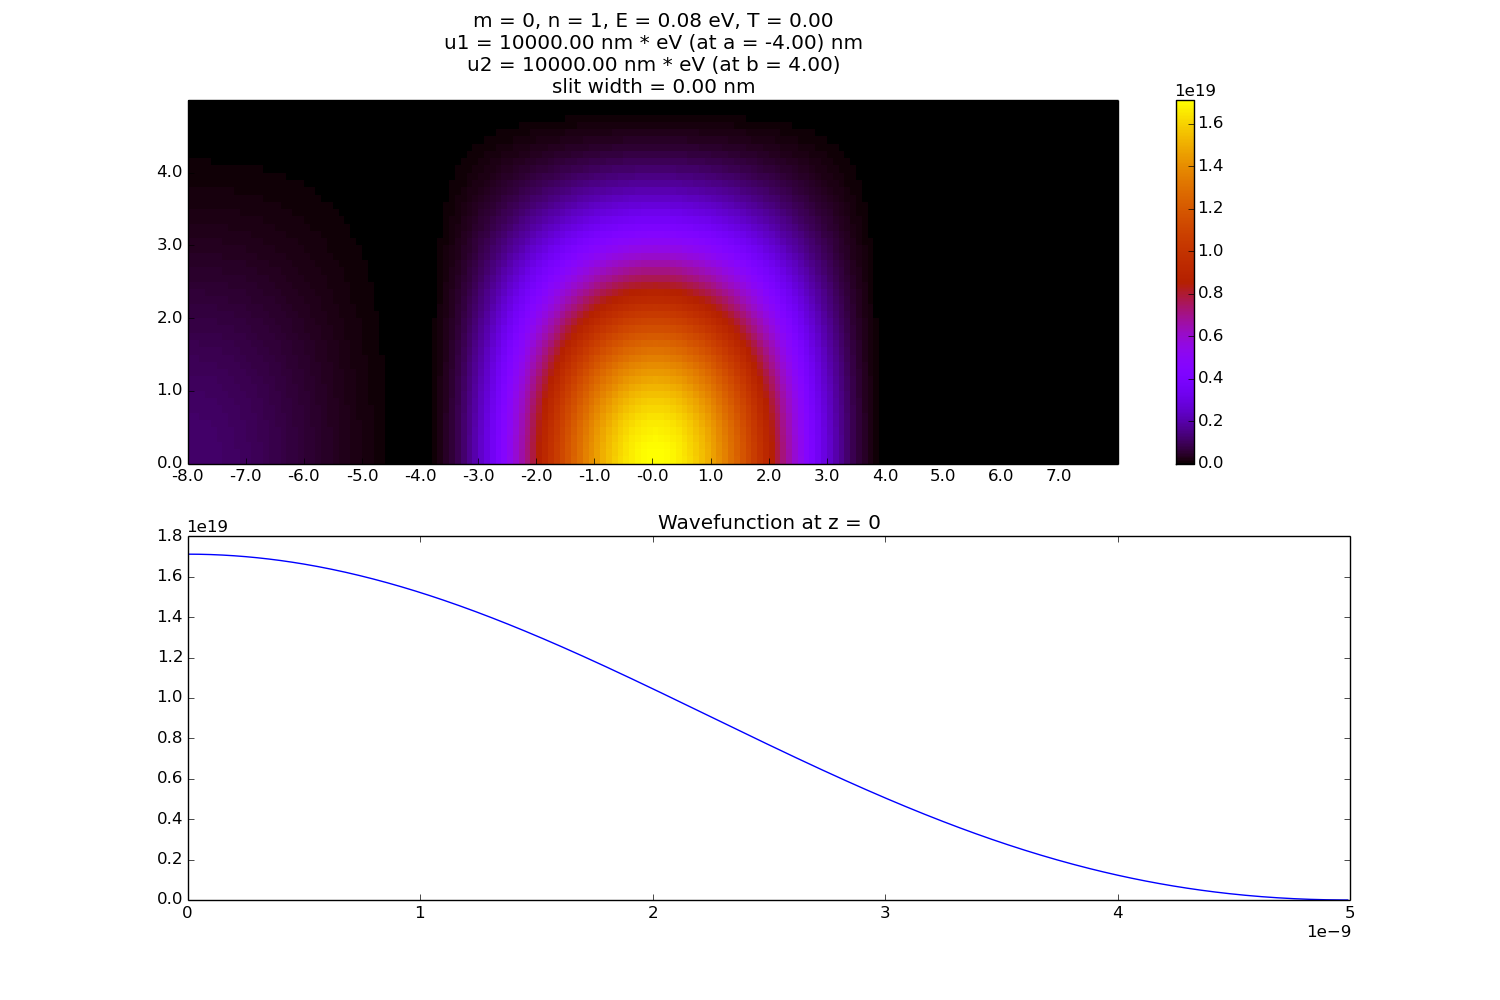 m = 0, n = 1, E = 0.08 eV, T = 0.00
u1 = 10000.00 nm * eV (at a = -4.00) nm
u2 = 10000.00 nm * eV (at b = 4.00)
slit width = 0.00 nm
1e19
1.6
1.4
1.2
1.0
0.8
0.6
0.4
0.2
0.0
4.0
3.0
2.0
1.0
0.0
-8.0 -7.0 -6.0 -5.0 -4.0 -3.0 -2.0 -1.0 -0.0 1.0 2.0 3.0 4.0 5.0 6.0 7.0
Wavefunction at z = 0
1e19
1.8
1.6
1.4
1.2
1.0
0.8
0.6
0.4
0.2
0.0
0 1 2 3 4 5
1e−9